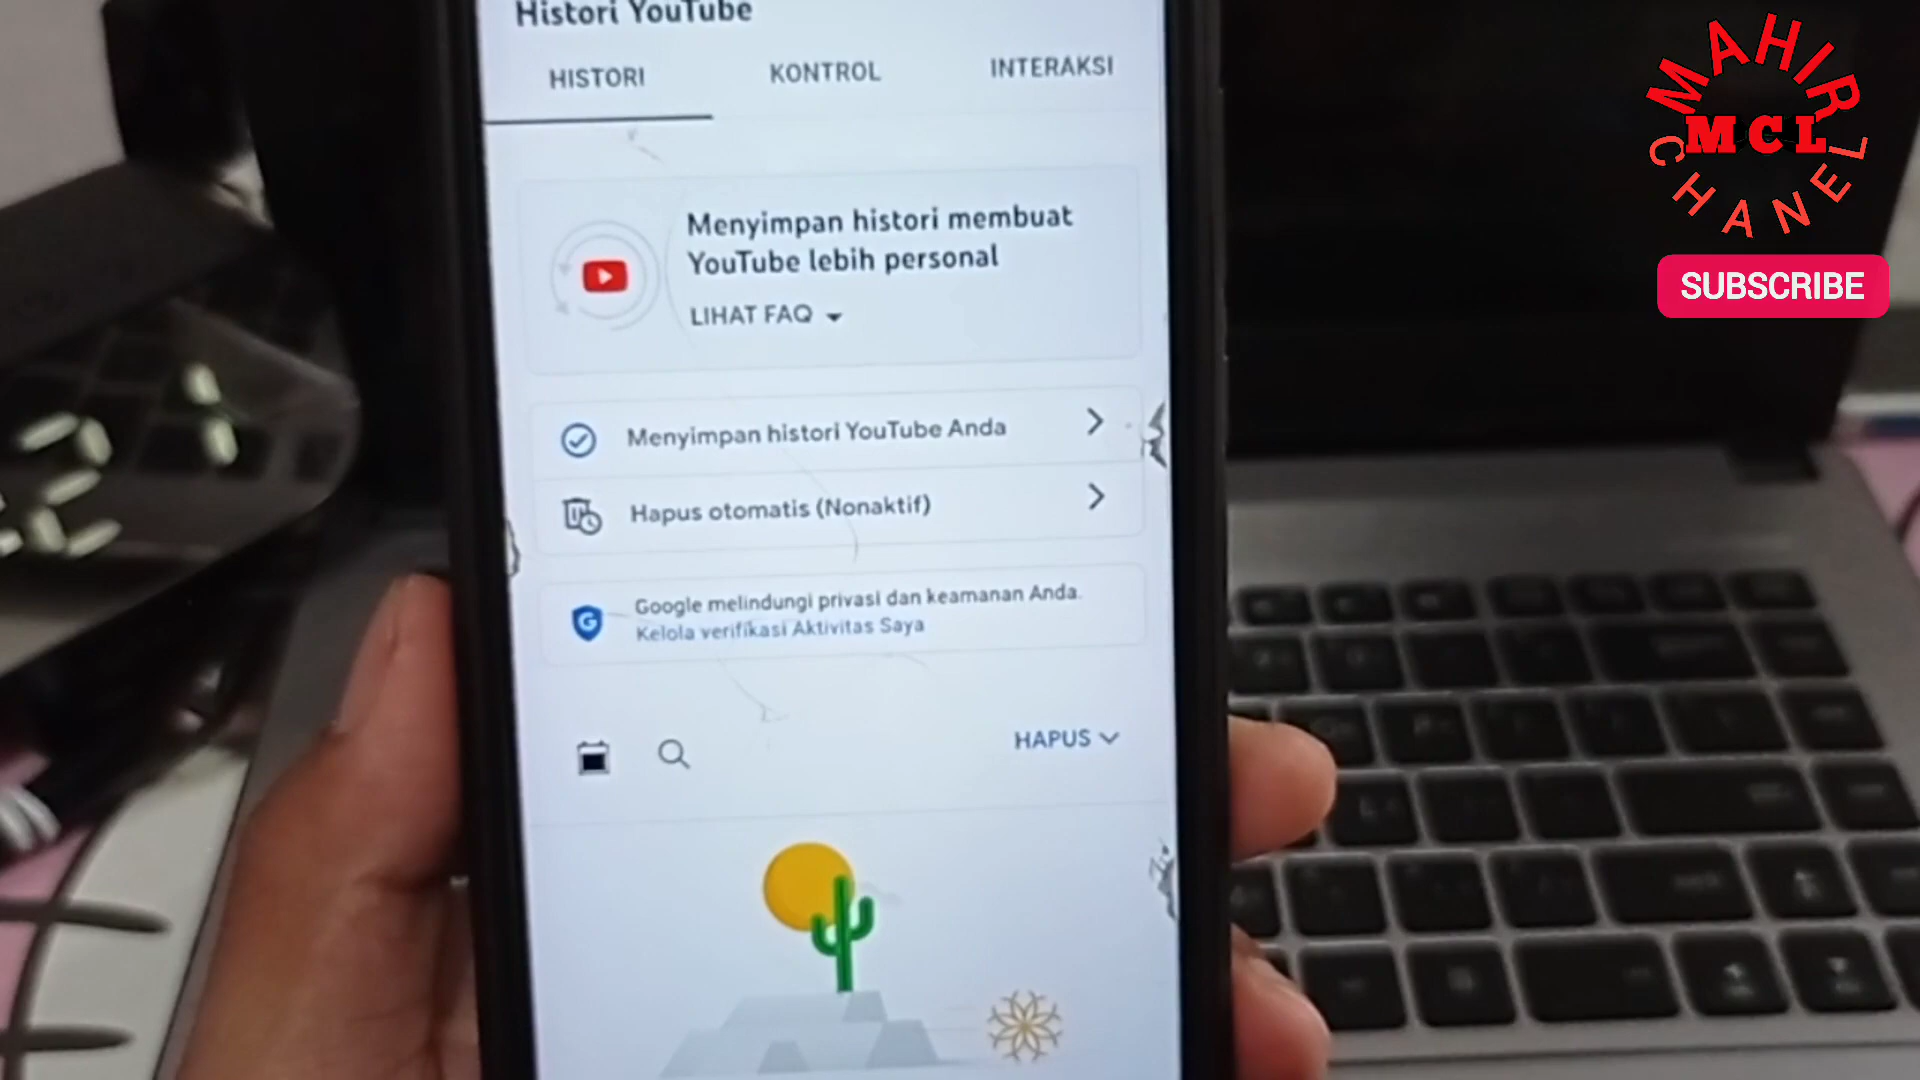 Histori YouTube
HISTORI
KONTROL
INTERAKSI
Menyimpan histori membuat
YouTube lebih personal
LIHAT FAQ
Menyimpan histori YouTube Anda
Hapus otomatis (Nonaktif)
Google melindungi privasi dan keamanan Anda.
Kelola verifikasi Aktivitas Saya
HAPUS
MAHIR
MCL
CHANEL
SUBSCRIBE